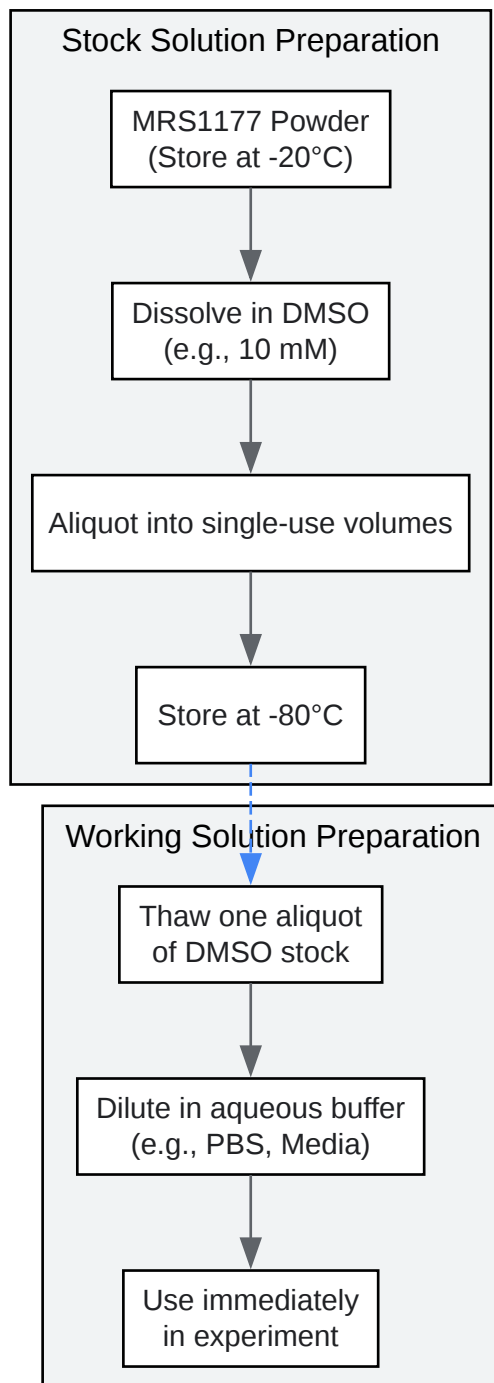 Stock Solution Preparation
MRS1177 Powder
(Store at -20°C)
Dissolve in DMSO
(e.g., 10 mM)
Aliquot into single-use volumes
Store at -80°C
Working Solution Preparation
Thaw one aliquot
of DMSO stock
Dilute in aqueous buffer
(e.g., PBS, Media)
Use immediately
in experiment